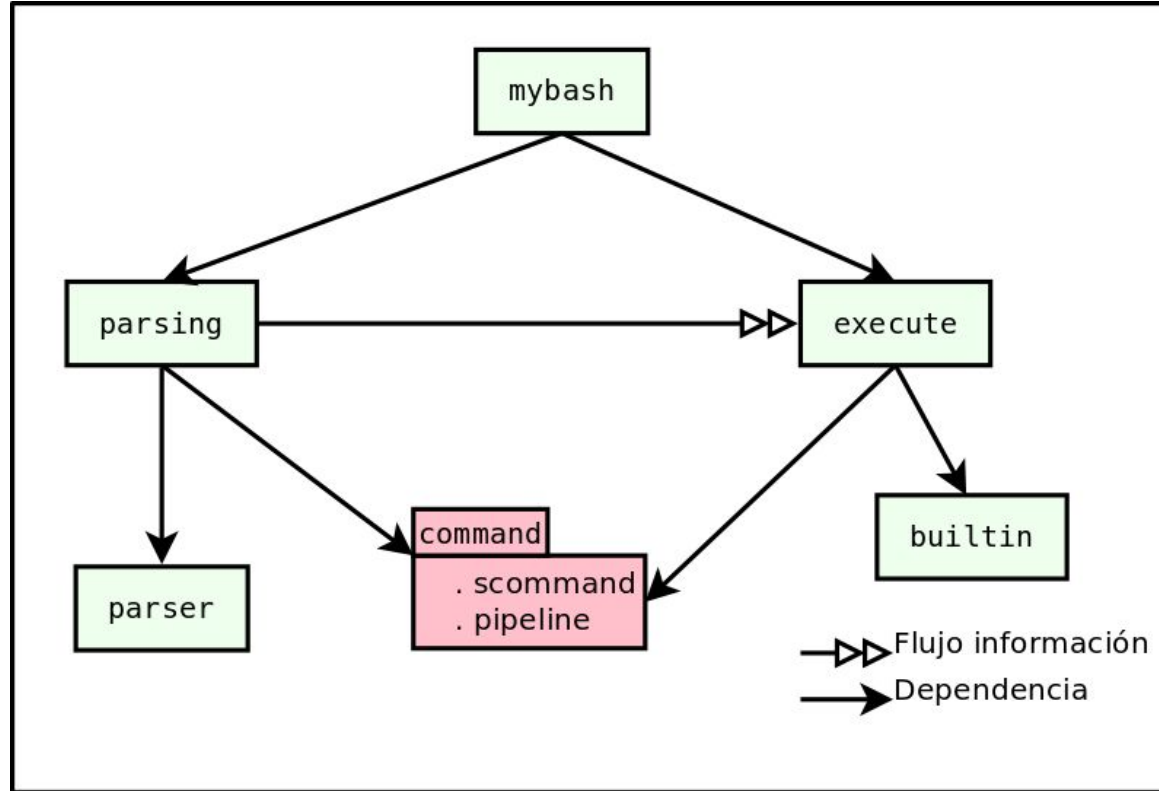 mybash
parsing
execute
command
. scommand
. pipeline
builtin
parser
Flujo información
Dependencia